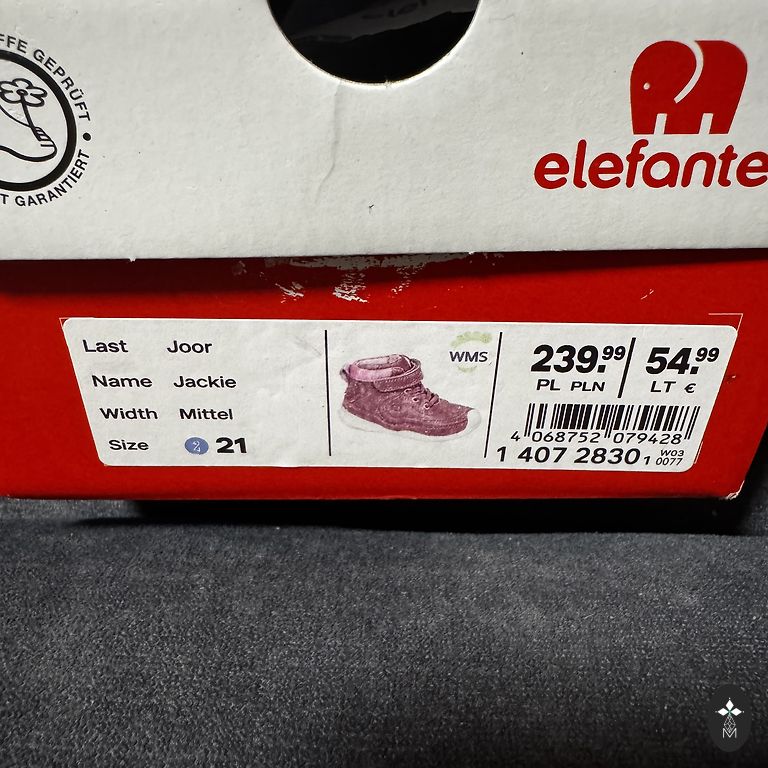 FFE GEPRÜFT •
T GARANTIERT
elefante
Last Joor
Name Jackie
Width Mittel
Size 21
WMS
239.99 54.99
PL PLN LT €
4 068752 079428
1 407 2830 1 W03 0077
M